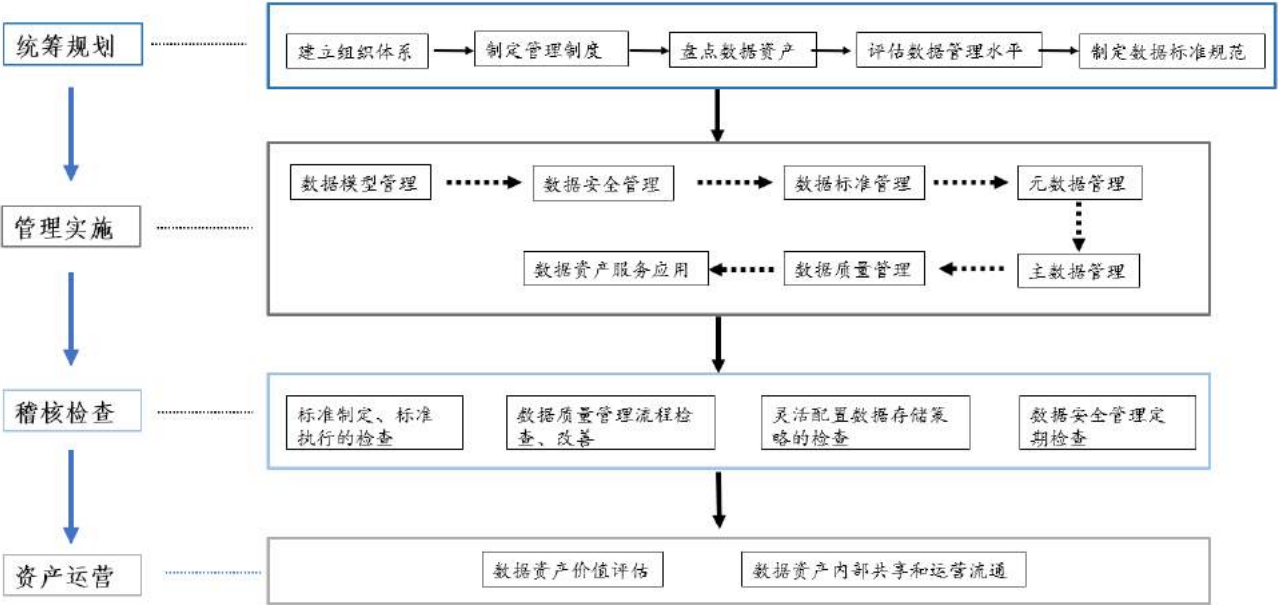 统筹规划
建立组织体系
制定管理制度
盘点数据资产
评估数据管理水平
制定数据标准规范
管理实施
数据模型管理
数据安全管理
数据标准管理
元数据管理
数据资产服务应用
数据质量管理
主数据管理
稽核检查
标准制定、标准
执行的检查
数据质量管理流程检
查、改善
灵活配置数据存储策
略的检查
数据安全管理定
期检查
资产运营
数据资产价值评估
数据资产内部共享和运营流通